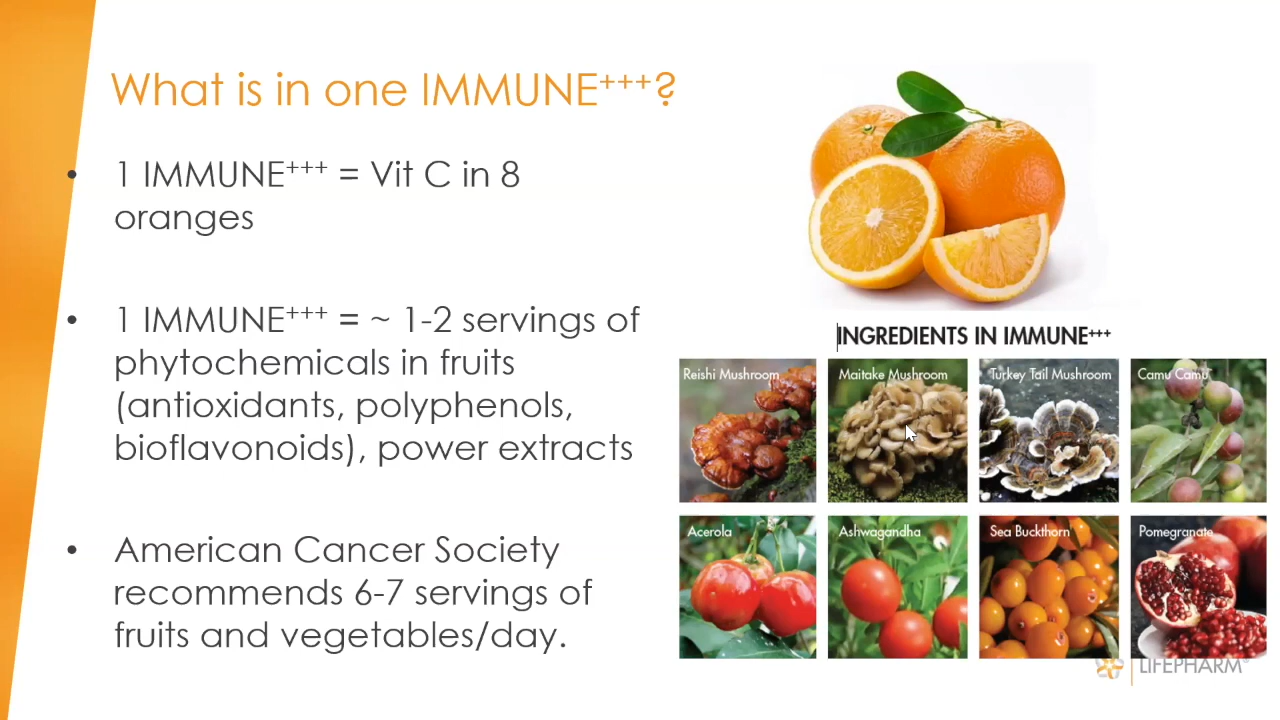 What is in one IMMUNE⁺⁺⁺?
• 1 IMMUNE⁺⁺⁺ = Vit C in 8
oranges
• 1 IMMUNE⁺⁺⁺ = ~ 1-2 servings of
phytochemicals in fruits
(antioxidants, polyphenols,
bioflavonoids), power extracts
• American Cancer Society
recommends 6-7 servings of
fruits and vegetables/day.
INGREDIENTS IN IMMUNE⁺⁺⁺
Reishi Mushroom
Maitake Mushroom
Turkey Tail Mushroom
Camu Camu
Acerola
Ashwagandha
Sea Buckthorn
Pomegranate
LIFEPHARM®